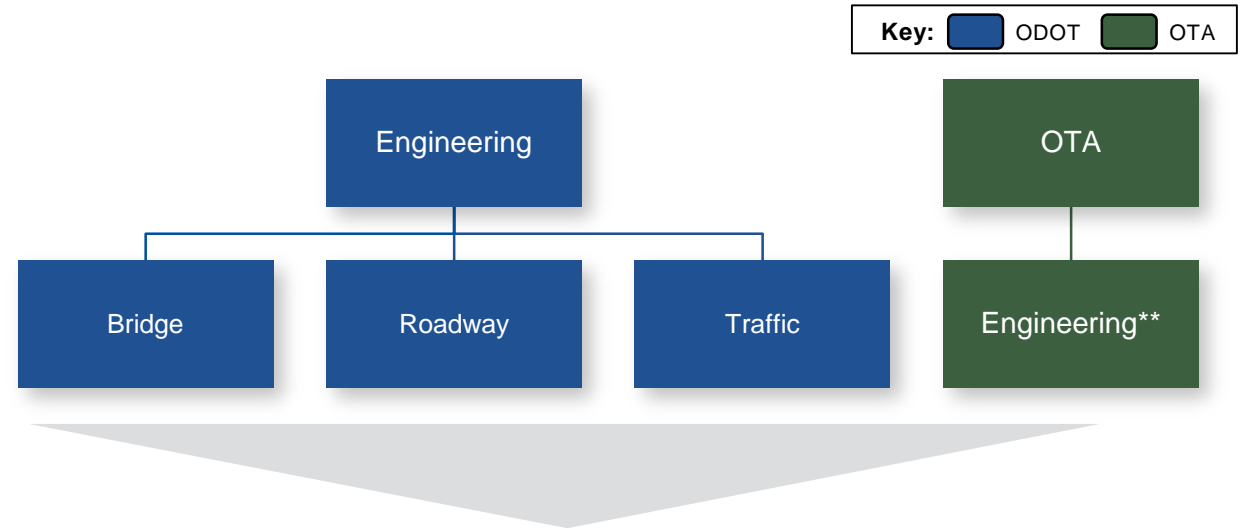 Key: ODOT OTA
Engineering
OTA
Bridge
Roadway
Traffic
Engineering**